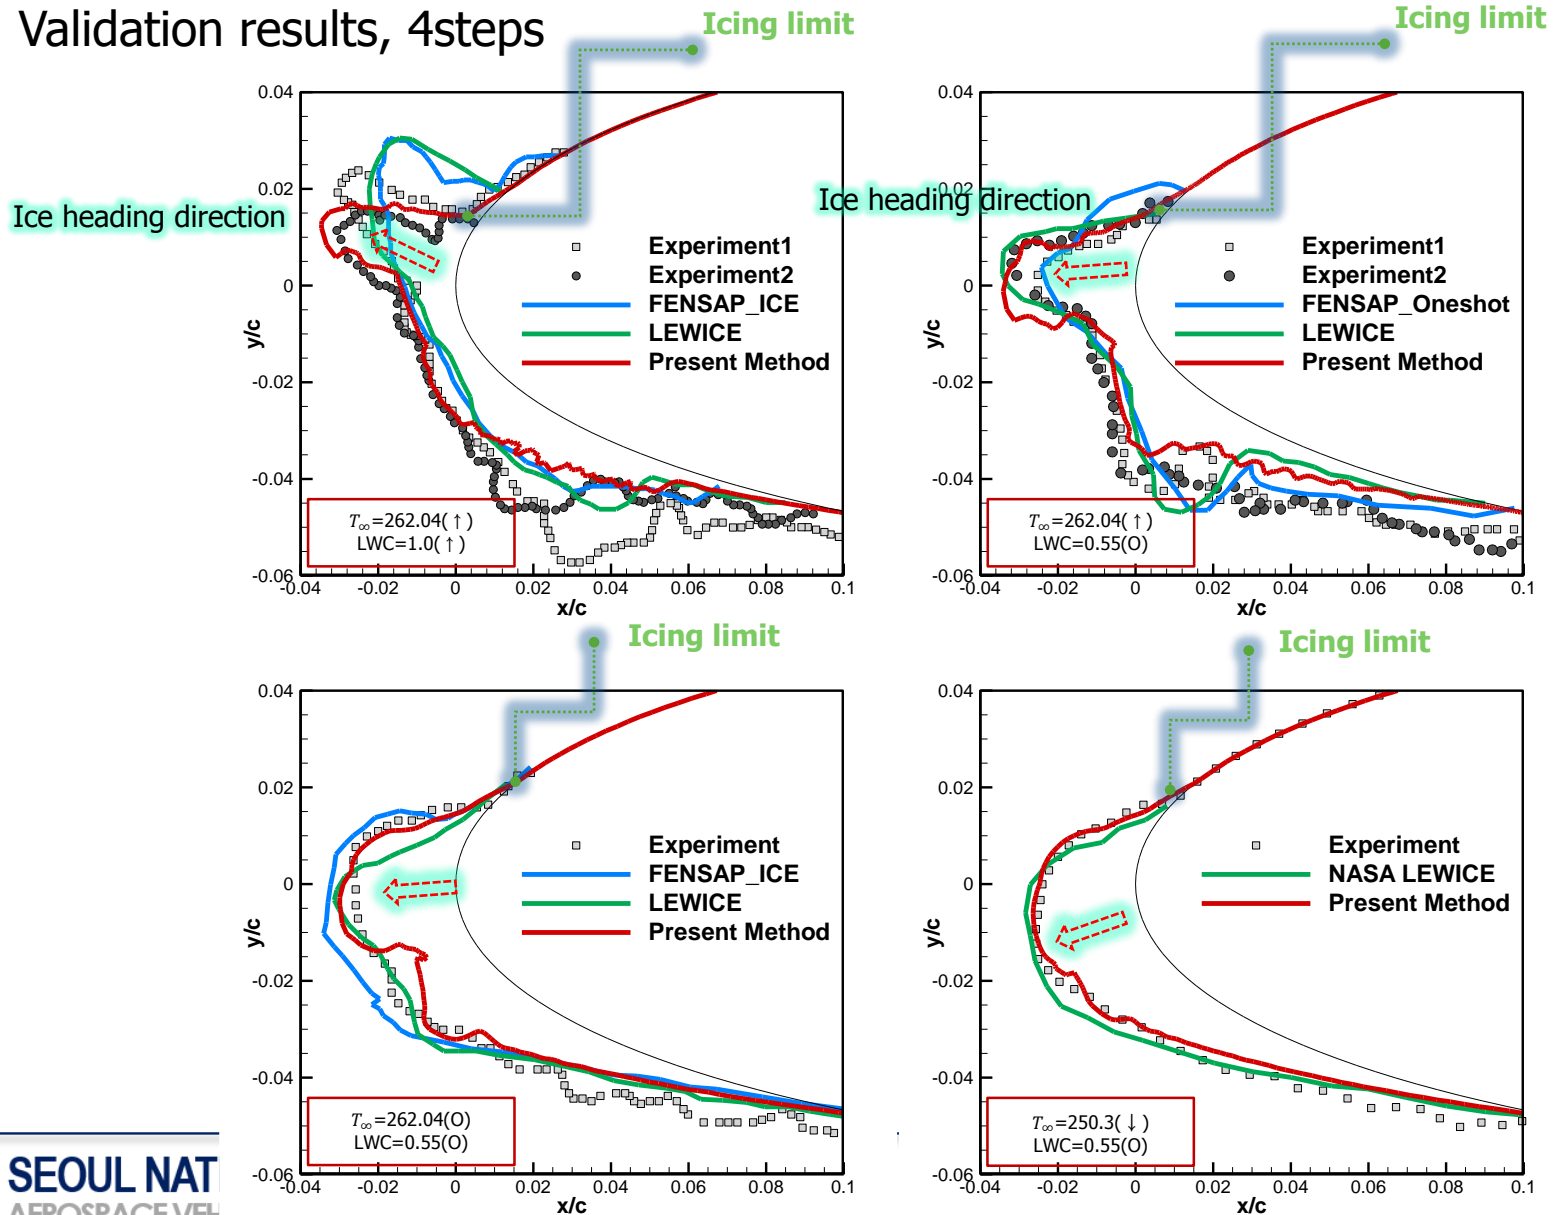 Validation results, 4steps
Icing limit
Icing limit
Ice heading direction
Ice heading direction
0.04
0.02
0
-0.02
-0.04
-0.06
y/c
-0.04
-0.02
0
0.02
0.04
0.06
0.08
0.1
x/c
Experiment1
Experiment2
FENSAP_ICE
LEWICE
Present Method
T∞=262.04(↑)
LWC=1.0(↑)
0.04
0.02
0
-0.02
-0.04
-0.06
y/c
-0.04
-0.02
0
0.02
0.04
0.06
0.08
0.1
x/c
Experiment1
Experiment2
FENSAP_Oneshot
LEWICE
Present Method
T∞=262.04(↑)
LWC=0.55(O)
Icing limit
Icing limit
0.04
0.02
0
-0.02
-0.04
-0.06
y/c
-0.04
-0.02
0
0.02
0.04
0.06
0.08
0.1
x/c
Experiment
FENSAP_ICE
LEWICE
Present Method
T∞=262.04(O)
LWC=0.55(O)
0.04
0.02
0
-0.02
-0.04
-0.06
y/c
-0.04
-0.02
0
0.02
0.04
0.06
0.08
0.1
x/c
Experiment
NASA LEWICE
Present Method
T∞=250.3(↓)
LWC=0.55(O)
SEOUL NAT
AEROSPACE VEH